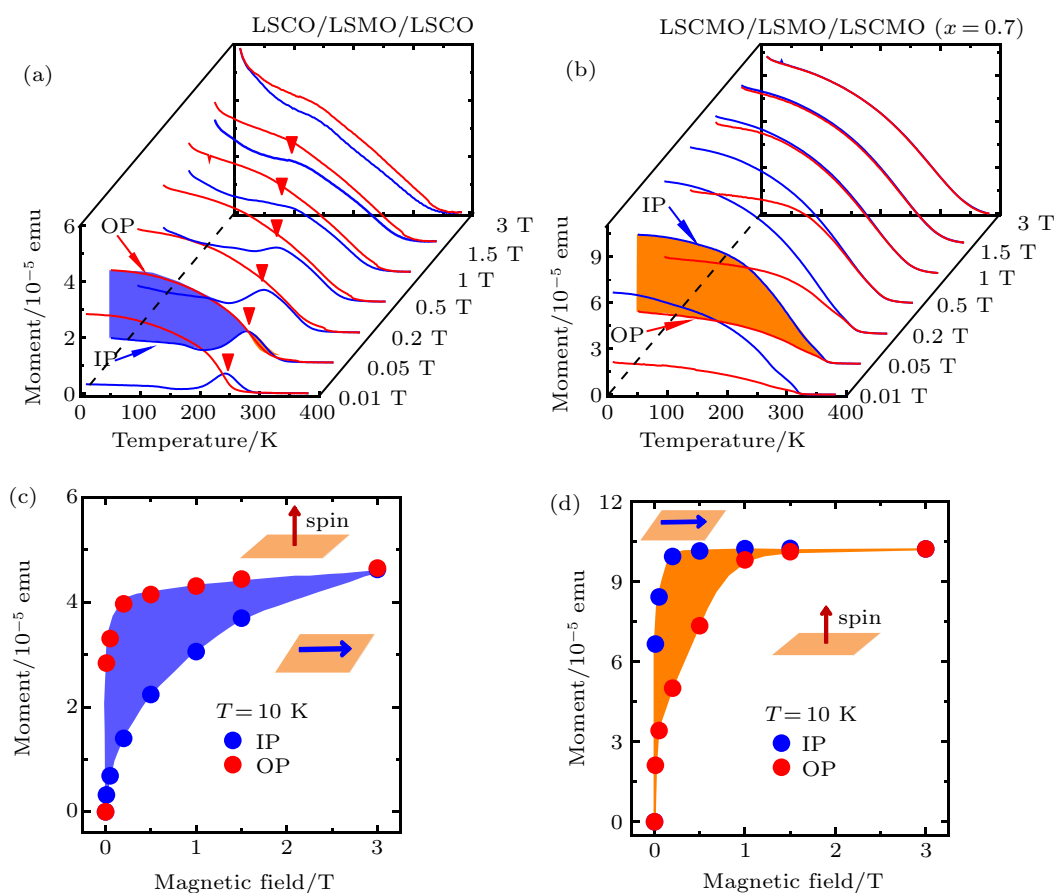 LSCO/LSMO/LSCO
(a)
6
4
2
0
Moment/10⁻⁵ emu
OP
IP
3 T
1.5 T
1 T
0.5 T
0.2 T
0.05 T
0.01 T
0 100 200 300 400
Temperature/K
LSCMO/LSMO/LSCMO (x=0.7)
(b)
9
6
3
0
Moment/10⁻⁵ emu
IP
OP
3 T
1.5 T
1 T
0.5 T
0.2 T
0.05 T
0.01 T
0 100 200 300 400
Temperature/K
(c)
6
4
2
0
Moment/10⁻⁵ emu
spin
T=10 K
IP
OP
0 1 2 3
Magnetic field/T
(d)
12
9
6
3
0
Moment/10⁻⁵ emu
spin
T=10 K
IP
OP
0 1 2 3
Magnetic field/T